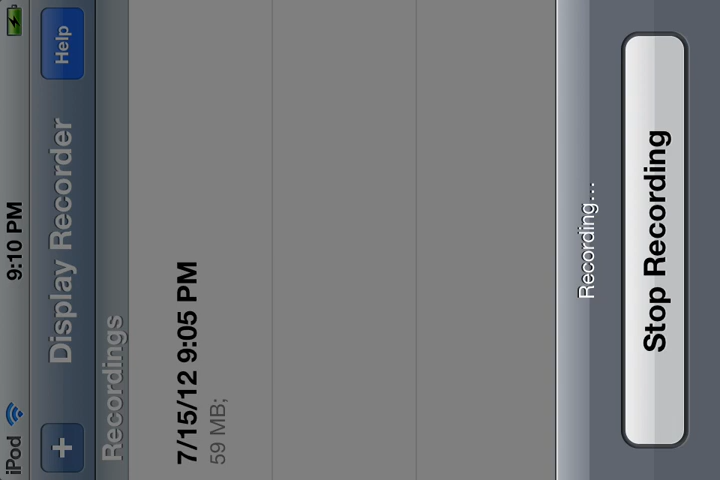 iPod 9:10 PM
+ Display Recorder Help
Recordings
7/15/12 9:05 PM
59 MB;
Recording...
Stop Recording